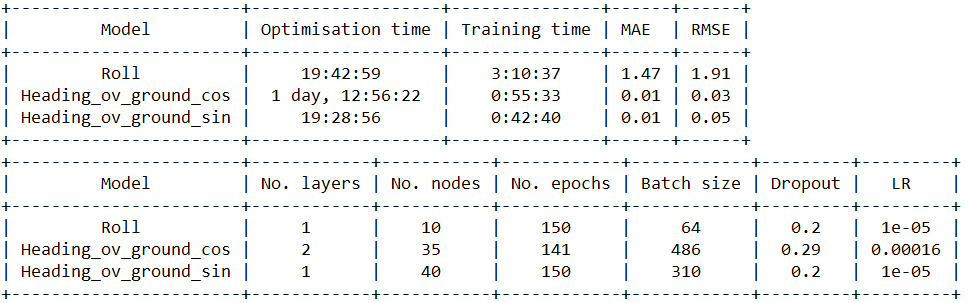 +-----------------------+-------------------+---------------+------+------+
|         Model         | Optimisation time | Training time | MAE  | RMSE |
+-----------------------+-------------------+---------------+------+------+
|          Roll         |      19:42:59     |    3:10:37    | 1.47 | 1.91 |
| Heading_ov_ground_cos |  1 day, 12:56:22  |    0:55:33    | 0.01 | 0.03 |
| Heading_ov_ground_sin |      19:28:56     |    0:42:40    | 0.01 | 0.05 |
+-----------------------+-------------------+---------------+------+------+
+-----------------------+------------+-----------+------------+------------+---------+---------+
|         Model         | No. layers | No. nodes | No. epochs | Batch size | Dropout |    LR   |
+-----------------------+------------+-----------+------------+------------+---------+---------+
|          Roll         |     1      |     10    |    150     |     64     |   0.2   |  1e-05  |
| Heading_ov_ground_cos |     2      |     35    |    141     |    486     |   0.29  | 0.00016 |
| Heading_ov_ground_sin |     1      |     40    |    150     |    310     |   0.2   |  1e-05  |
+-----------------------+------------+-----------+------------+------------+---------+---------+